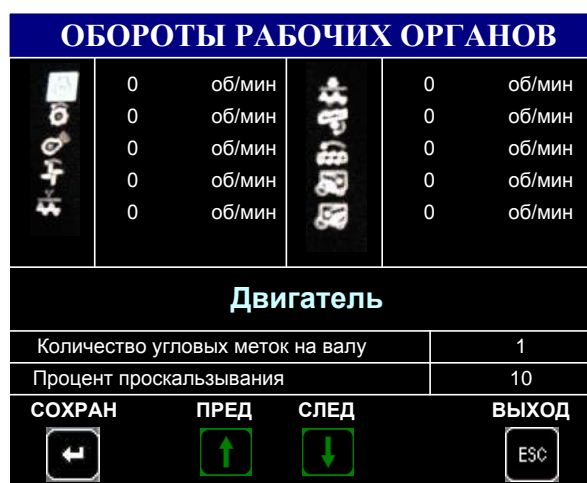 ОБОРОТЫ РАБОЧИХ ОРГАНОВ
0 об/мин 0 об/мин
0 об/мин 0 об/мин
0 об/мин 0 об/мин
0 об/мин 0 об/мин
0 об/мин 0 об/мин
Двигатель
Количество угловых меток на валу 1
Процент проскальзывания 10
СОХРАН ПРЕД СЛЕД ВЫХОД
ESC